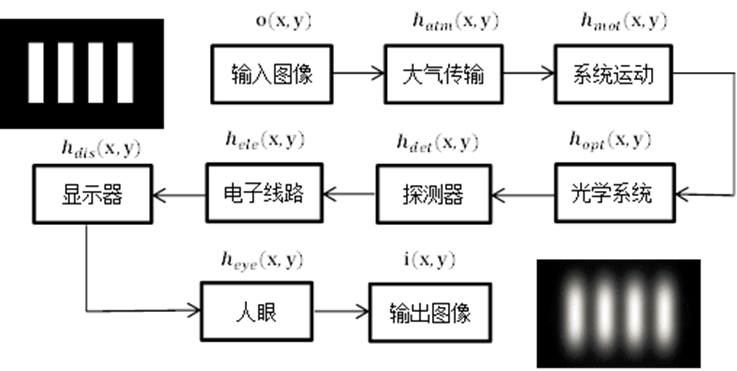 o(x,y) h_atm(x,y) h_mot(x,y)
输入图像 大气传输 系统运动
h_dis(x,y) h_ele(x,y) h_det(x,y) h_opt(x,y)
显示器 电子线路 探测器 光学系统
h_eye(x,y) i(x,y)
人眼 输出图像